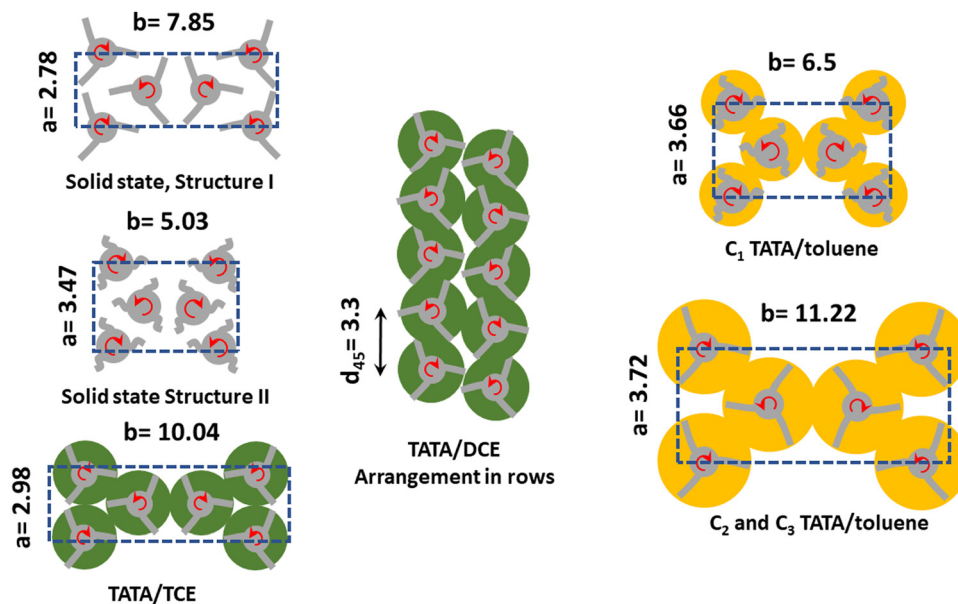 b= 7.85
a= 2.78
Solid state, Structure I
b= 5.03
a= 3.47
Solid state Structure II
b= 10.04
a= 2.98
TATA/TCE
d45= 3.3
TATA/DCE
Arrangement in rows
b= 6.5
a= 3.66
C1 TATA/toluene
b= 11.22
a= 3.72
C2 and C3 TATA/toluene